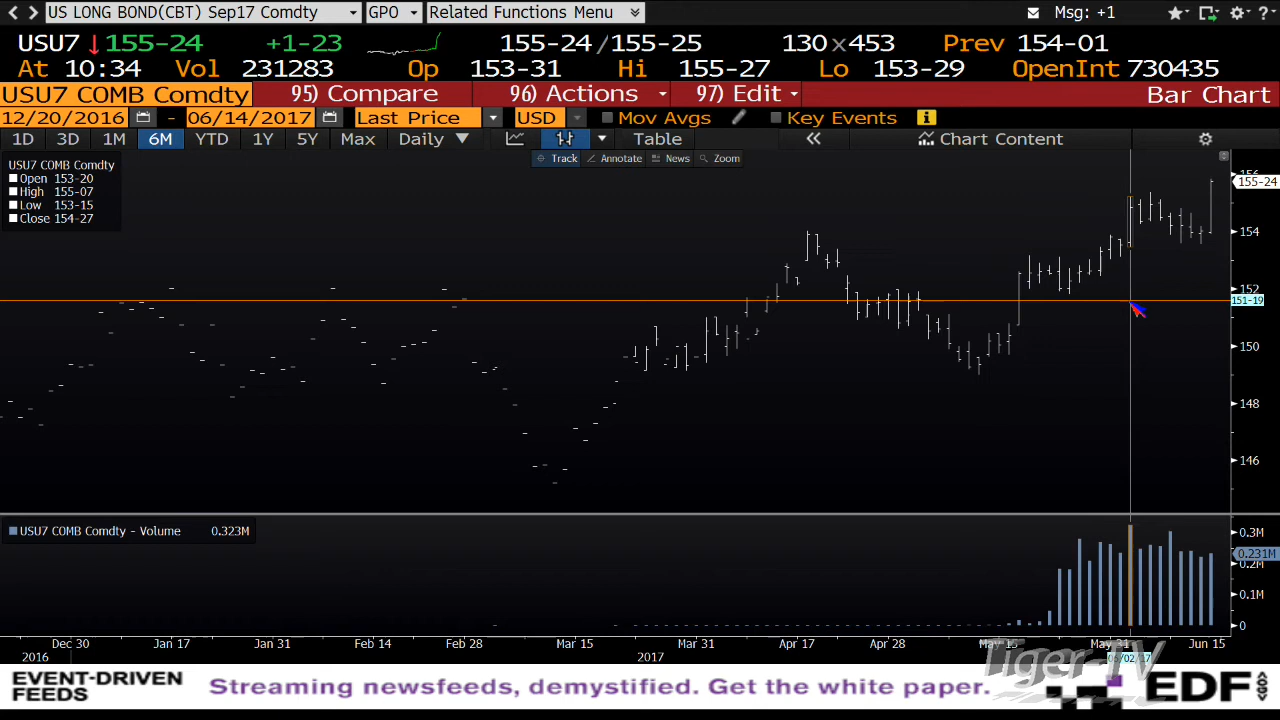 US LONG BOND(CBT) Sep17 Comdty GPO Related Functions Menu Msg: +1
USU7 155-24 +1-23 155-24/155-25 130x453 Prev 154-01
At 10:34 Vol 231283 Op 153-31 Hi 155-27 Lo 153-29 OpenInt 730435
USU7 COMB Comdty 95) Compare 96) Actions 97) Edit Bar Chart
12/20/2016 - 06/14/2017 Last Price USD Mov Avgs Key Events
1D 3D 1M 6M YTD 1Y 5Y Max Daily Table Chart Content
Track Annotate News Zoom
USU7 COMB Comdty
Open 153-20
High 155-07
Low 153-15
Close 154-27
156
155-24
154
152
151-19
150
148
146
USU7 COMB Comdty - Volume 0.323M
0.3M
0.231M
0.2M
0.1M
0
Dec 30 Jan 17 Jan 31 Feb 14 Feb 28 Mar 15 Mar 31 Apr 17 Apr 28 May 15 May 31 Jun 15
2016 2017 06/02/17
Tiger-TV
EVENT-DRIVEN
FEEDS
Streaming newsfeeds, demystified. Get the white paper.
EDF